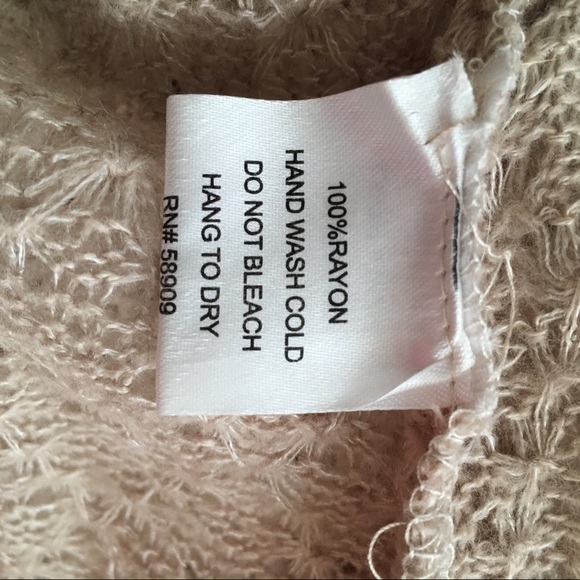 100%RAYON
HAND WASH COLD
DO NOT BLEACH
HANG TO DRY
RN# 58909